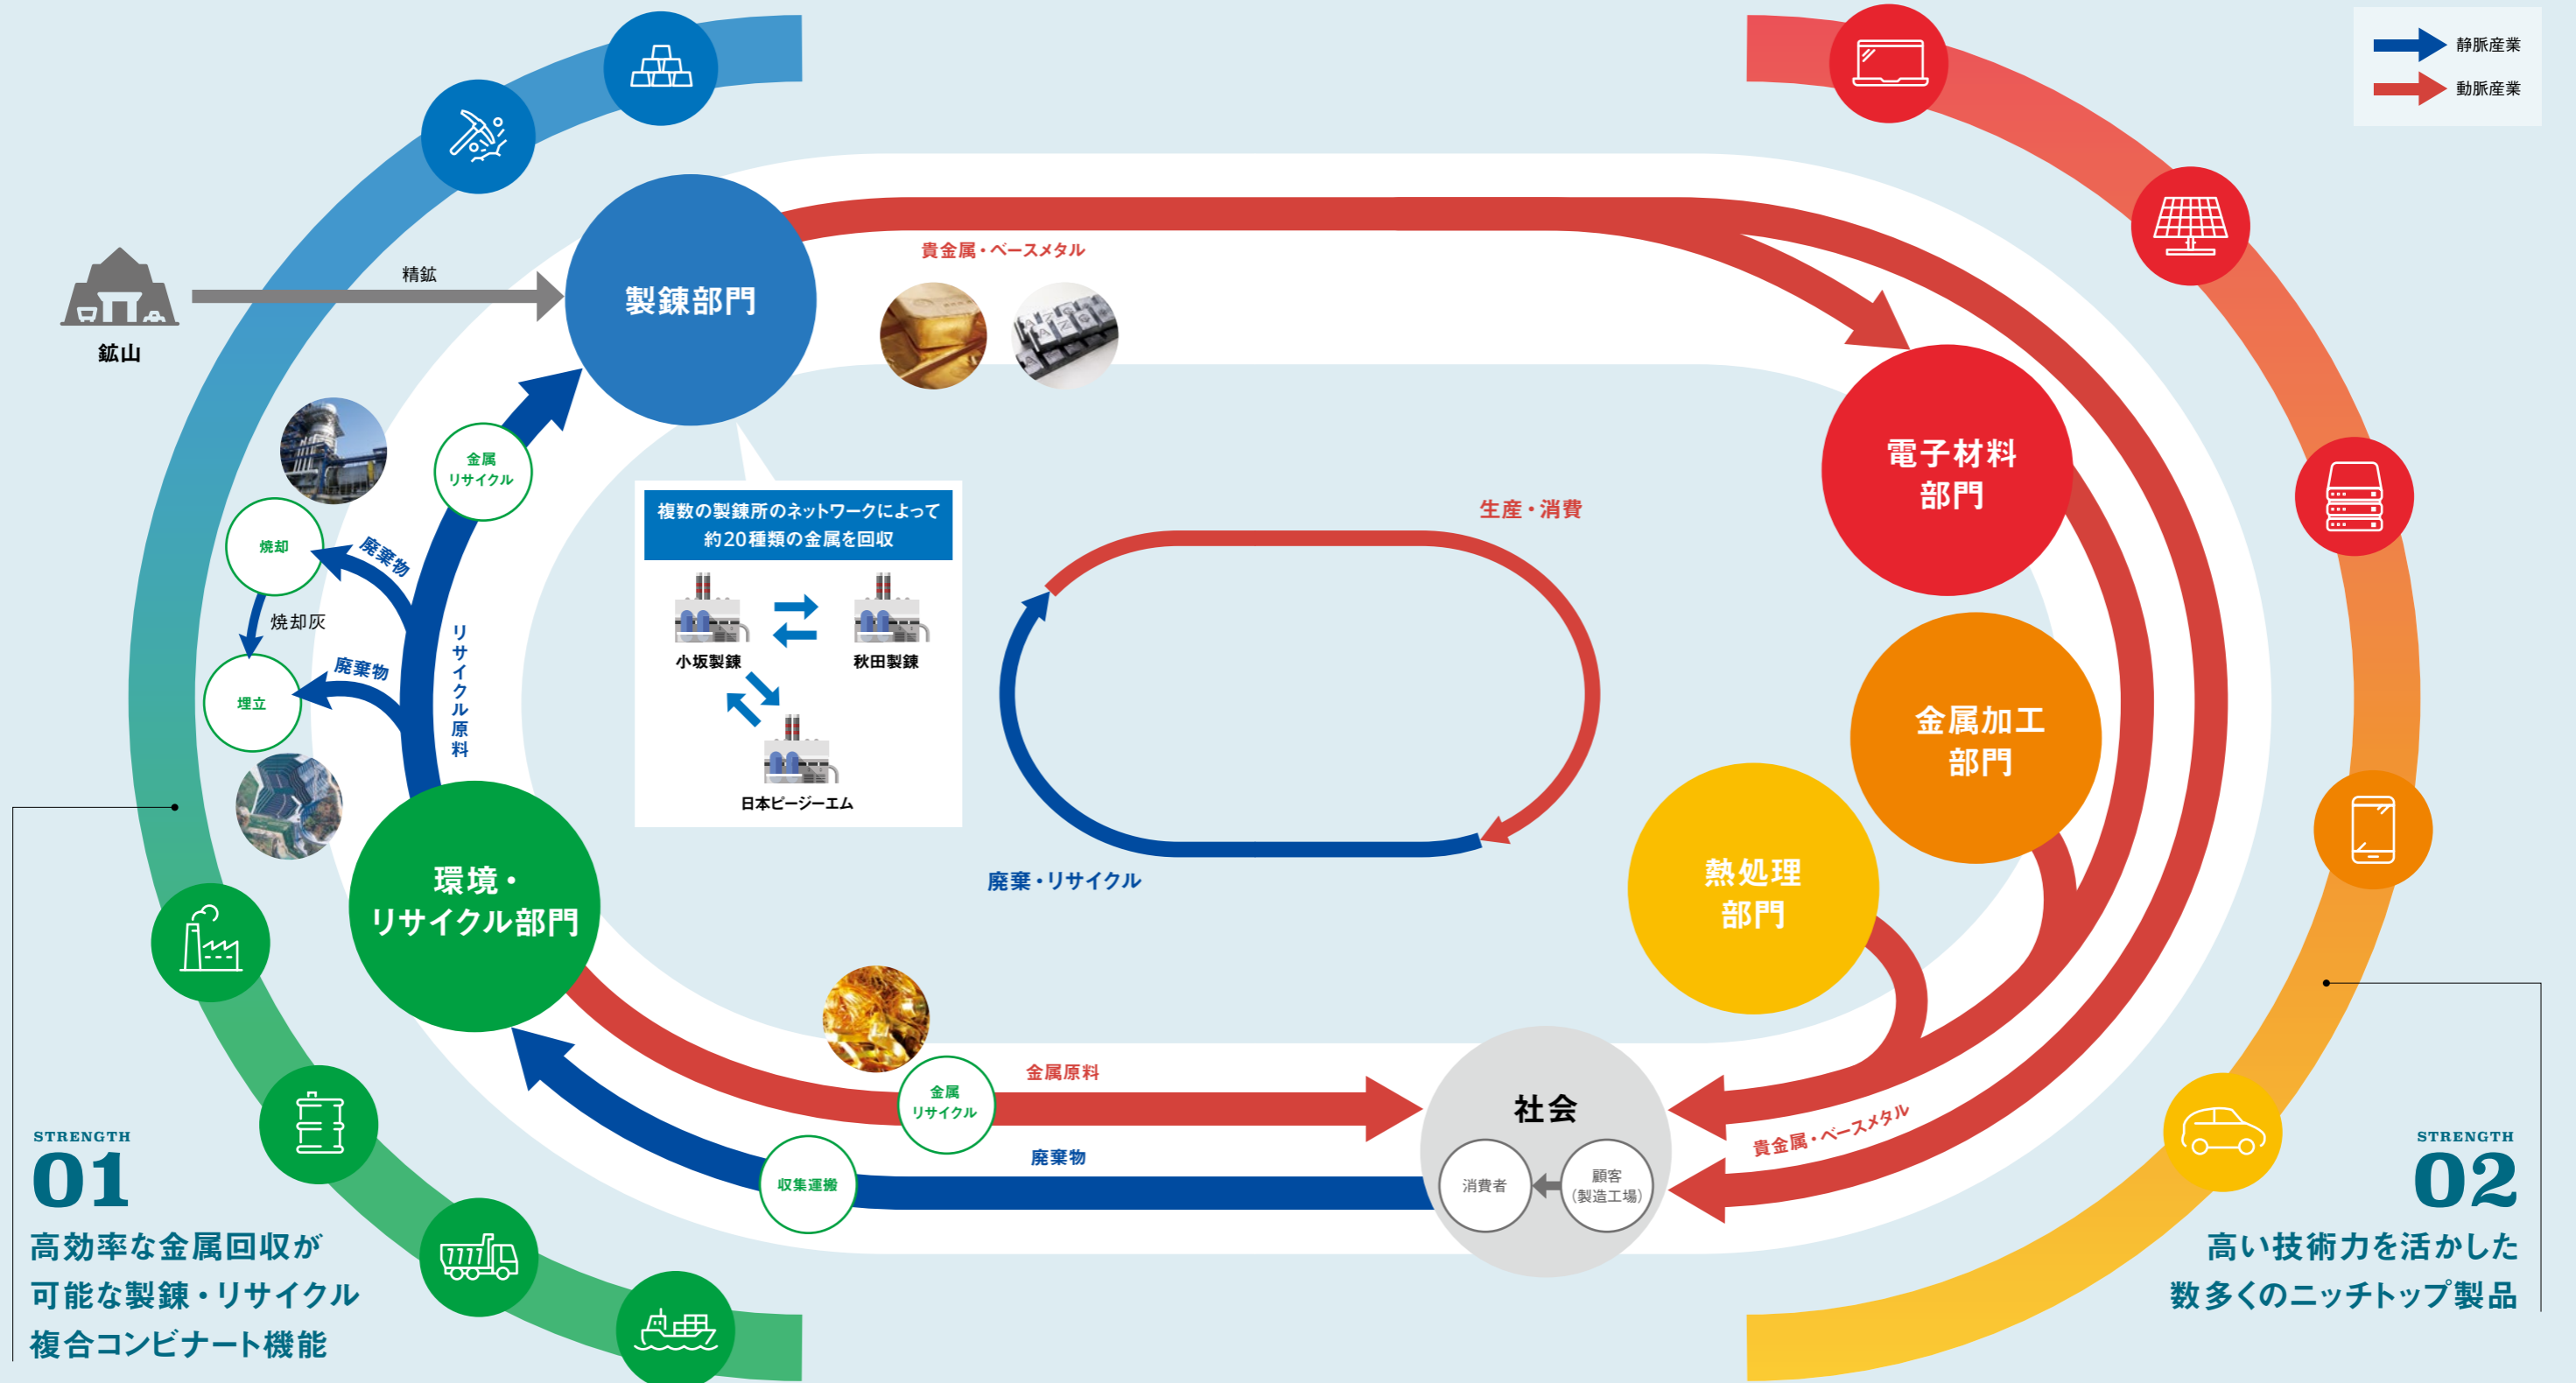 静脈産業
動脈産業
精鉱
鉱山
製錬部門
貴金属・ベースメタル
電子材料
部門
金属加工
部門
熱処理
部門
金属
リサイクル
焼却
廃棄物
焼却灰
廃棄物
埋立
リサイクル原料
複数の製錬所のネットワークによって
約20種類の金属を回収
小坂製錬
秋田製錬
日本ピージーエム
生産・消費
廃棄・リサイクル
環境・
リサイクル部門
金属
リサイクル
金属原料
収集運搬
廃棄物
社会
消費者
顧客
（製造工場）
貴金属・ベースメタル
STRENGTH
01
高効率な金属回収が
可能な製錬・リサイクル
複合コンビナート機能
STRENGTH
02
高い技術力を活かした
数多くのニッチトップ製品